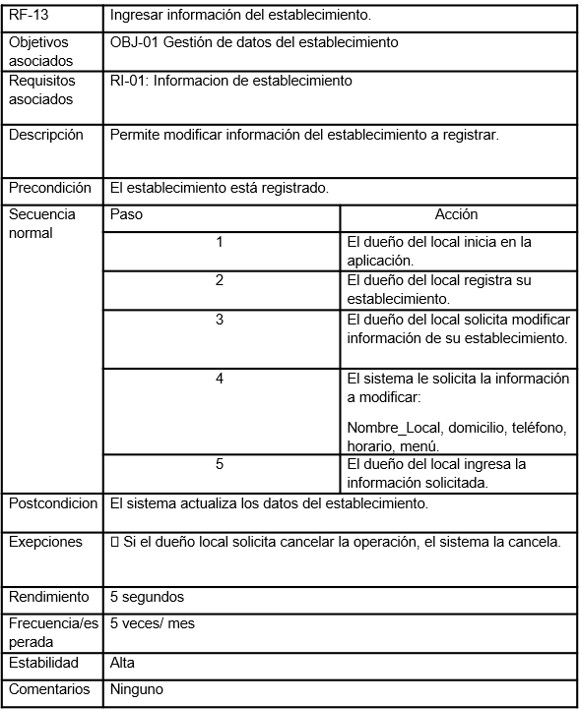 RF-13 Ingresar información del establecimiento.
Objetivos OBJ-01 Gestión de datos del establecimiento
asociados
Requisitos RI-01: Informacion de establecimiento
asociados
Descripción Permite modificar información del establecimiento a registrar.
Precondición El establecimiento está registrado.
Secuencia Paso Acción
normal
1 El dueño del local inicia en la
aplicación.
2 El dueño del local registra su
establecimiento.
3 El dueño del local solicita modificar
información de su establecimiento.
4 El sistema le solicita la información
a modificar:
Nombre_Local, domicilio, teléfono,
horario, menú.
5 El dueño del local ingresa la
información solicitada.
Postcondicion El sistema actualiza los datos del establecimiento.
Exepciones Si el dueño local solicita cancelar la operación, el sistema la cancela.
Rendimiento 5 segundos
Frecuencia/es 5 veces/ mes
perada
Estabilidad Alta
Comentarios Ninguno